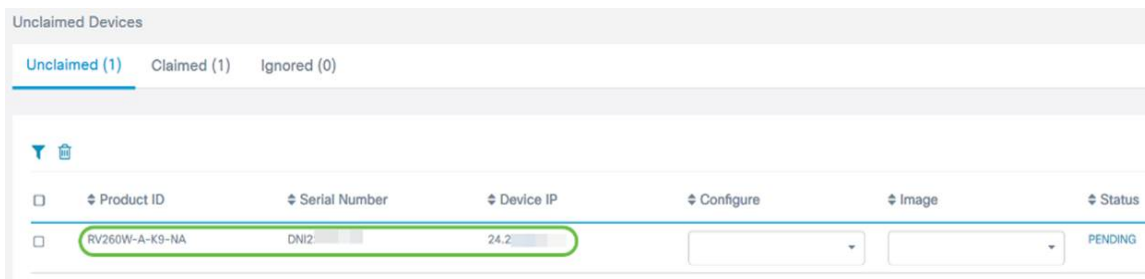 Unclaimed Devices
Unclaimed (1) Claimed (1) Ignored (0)
Product ID Serial Number Device IP Configure Image Status
RV260W-A-K9-NA DNI2 24.2 PENDING